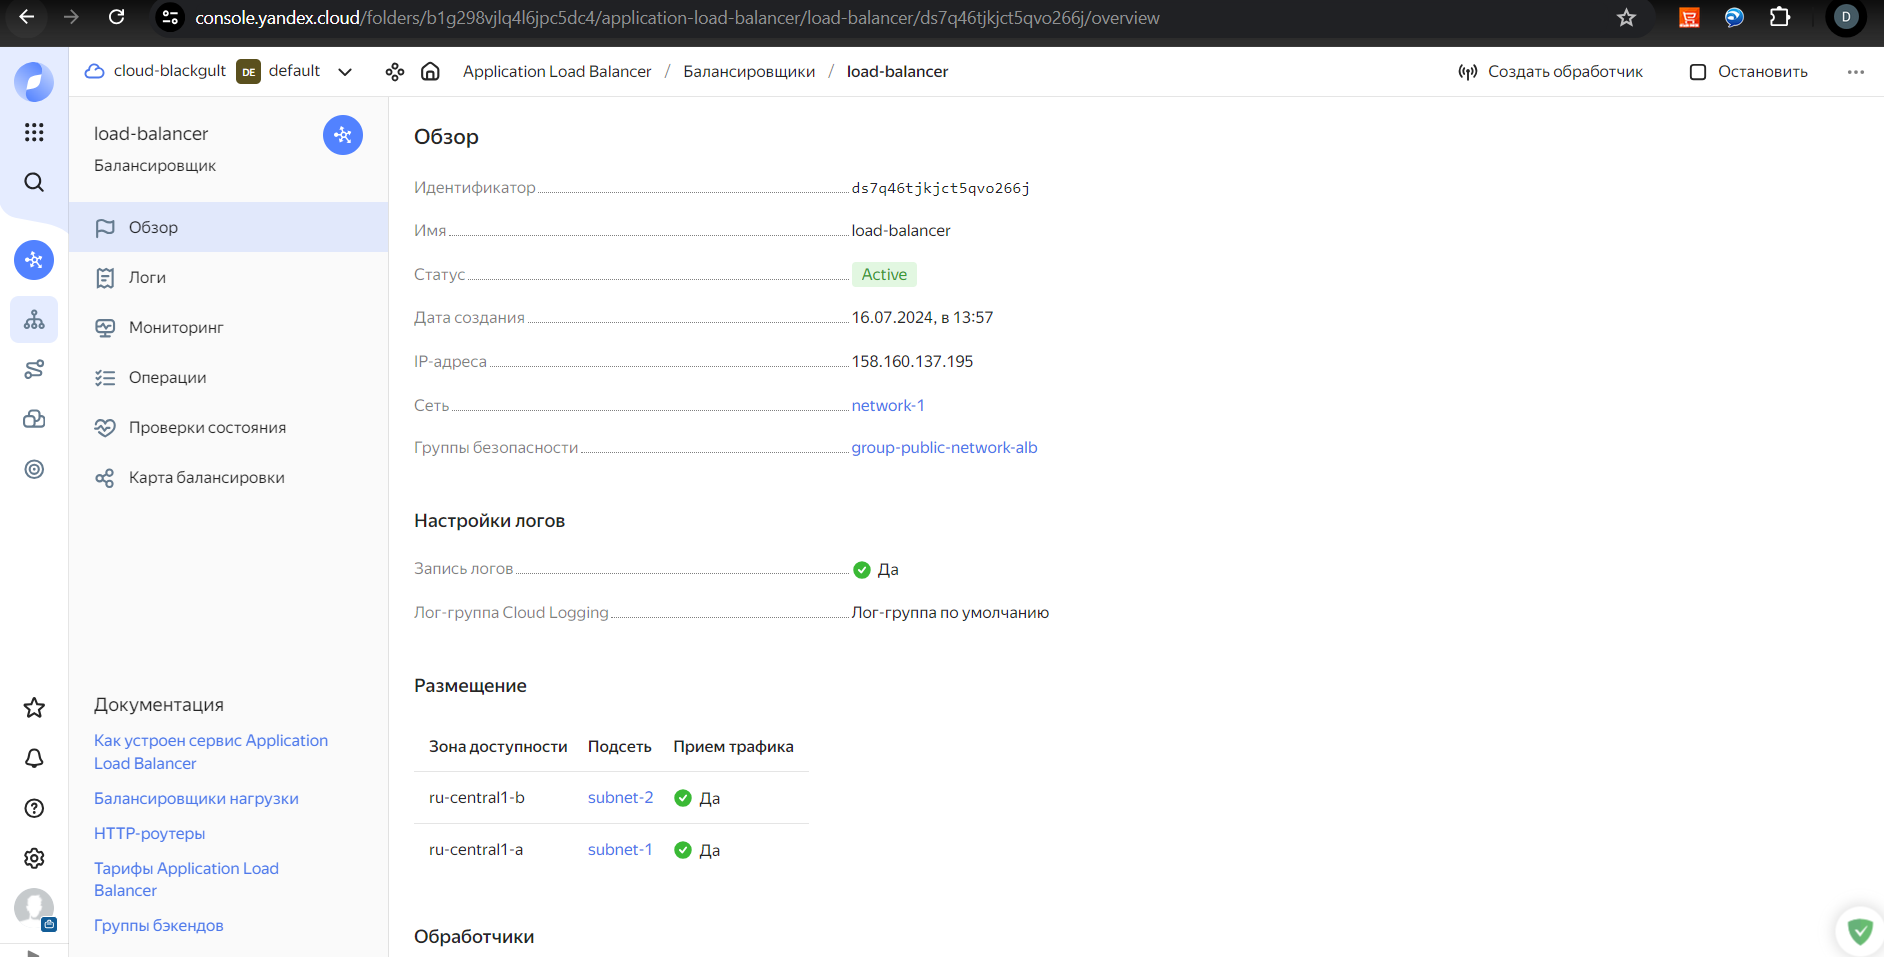 console.yandex.cloud/folders/b1g298vjlq4l6jpc5dc4/application-load-balancer/load-balancer/ds7q46tjkjct5qvo266j/overview
D
cloud-blackgult DE default
Application Load Balancer / Балансировщики / load-balancer
Создать обработчик
Остановить
load-balancer
Балансировщик
Обзор
Логи
Мониторинг
Операции
Проверки состояния
Карта балансировки
Документация
Как устроен сервис Application
Load Balancer
Балансировщики нагрузки
HTTP-роутеры
Тарифы Application Load
Balancer
Группы бэкендов
Обзор
Идентификатор ds7q46tjkjct5qvo266j
Имя load-balancer
Статус Active
Дата создания 16.07.2024, в 13:57
IP-адреса 158.160.137.195
Сеть network-1
Группы безопасности group-public-network-alb
Настройки логов
Запись логов Да
Лог-группа Cloud Logging Лог-группа по умолчанию
Размещение
Зона доступности Подсеть Прием трафика
ru-central1-b subnet-2 Да
ru-central1-a subnet-1 Да
Обработчики